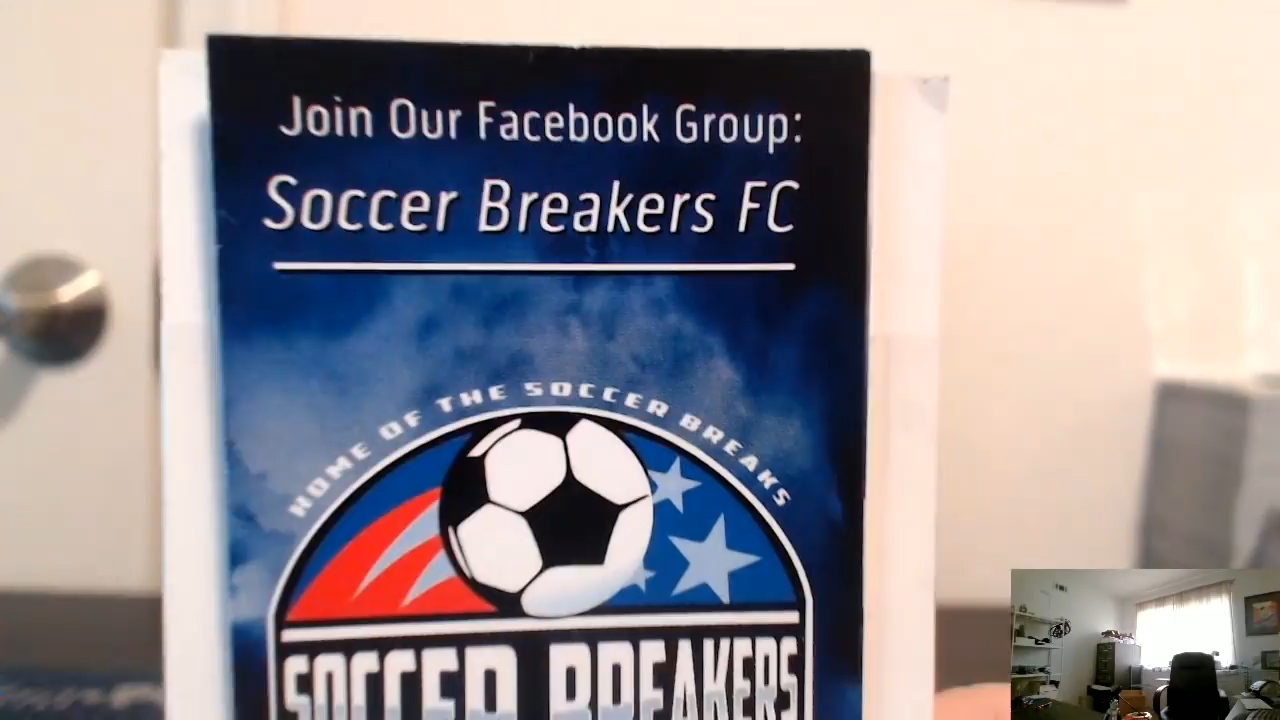 Join Our Facebook Group:
Soccer Breakers FC
HOME OF THE SOCCER BREAKS
SOCCER BREAKERS